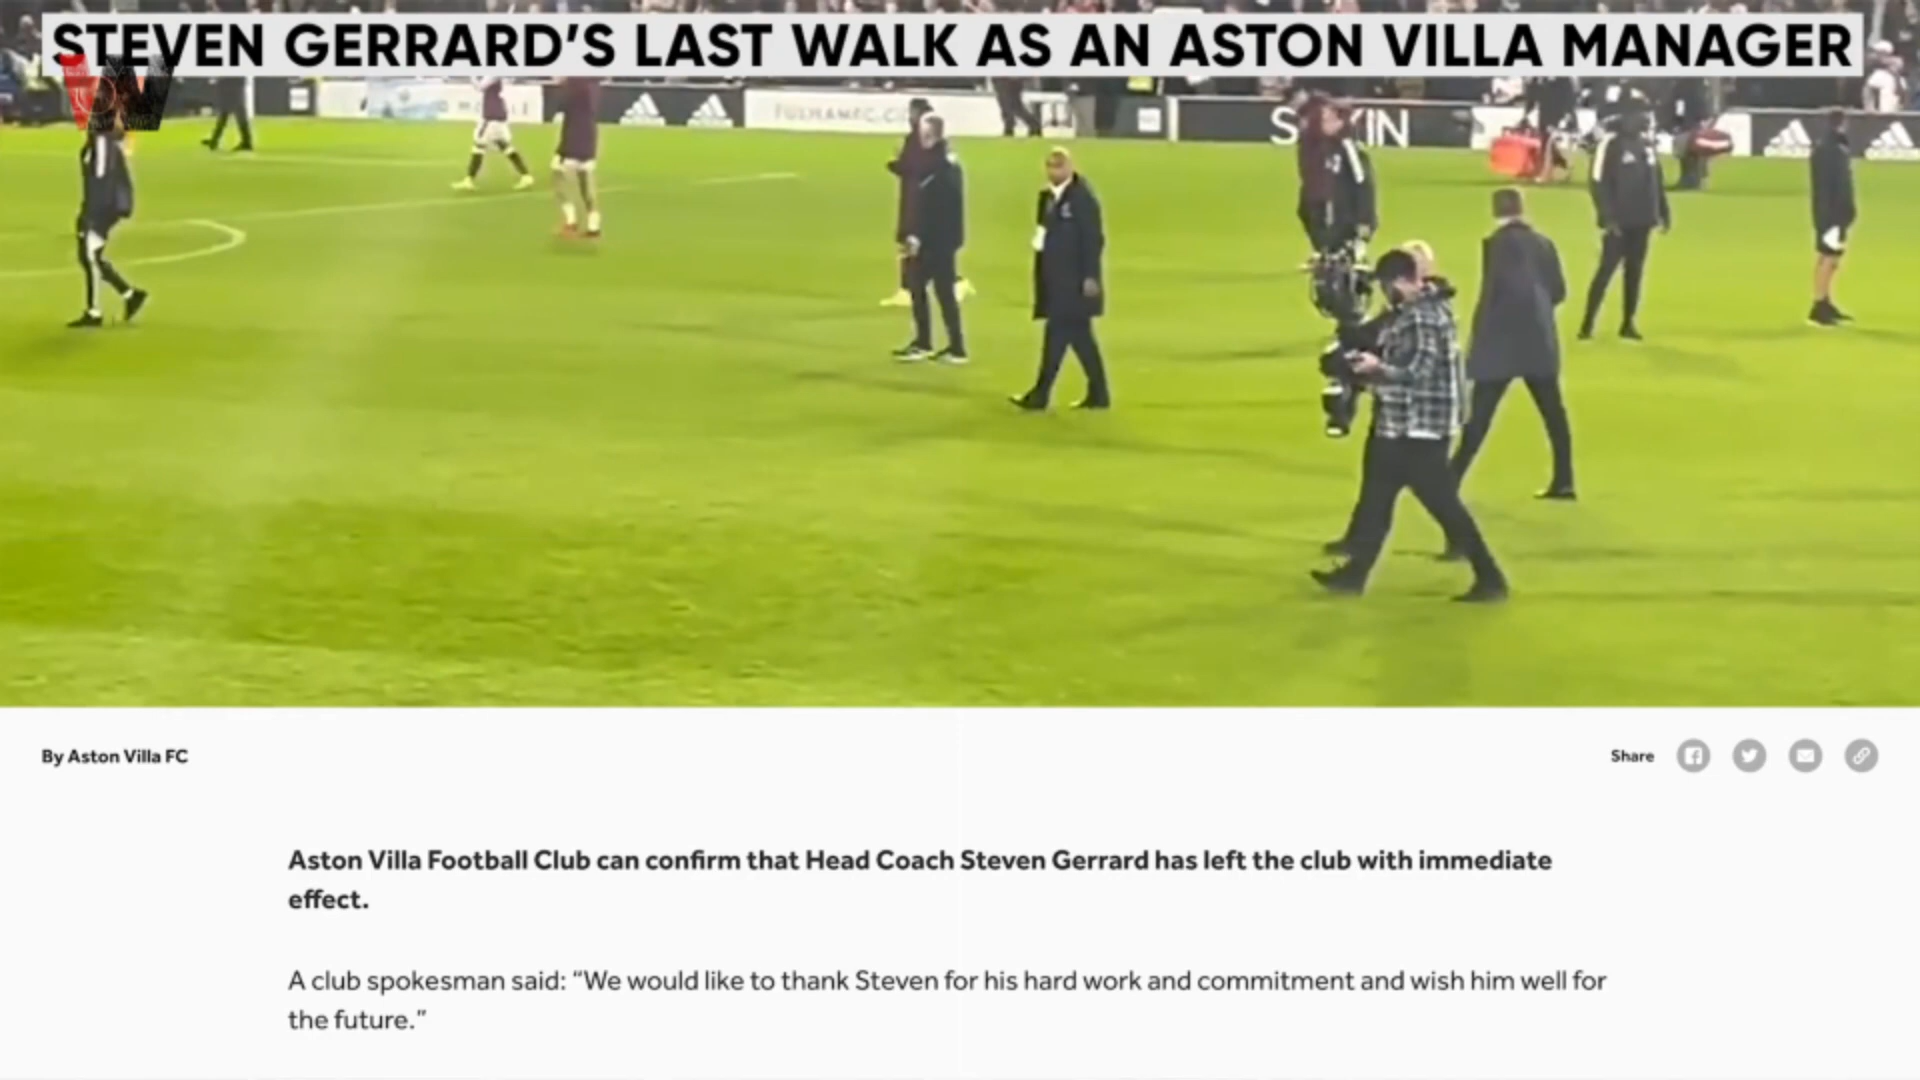 STEVEN GERRARD'S LAST WALK AS AN ASTON VILLA MANAGER
FULHAMFC.CO
By Aston Villa FC
Share
Aston Villa Football Club can confirm that Head Coach Steven Gerrard has left the club with immediate
effect.
A club spokesman said: “We would like to thank Steven for his hard work and commitment and wish him well for
the future.”